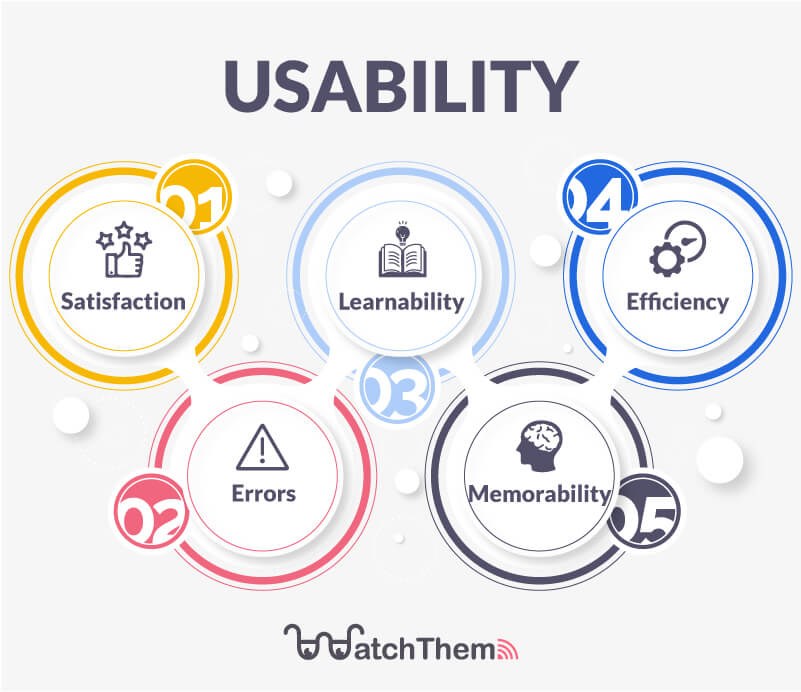 USABILITY
01
Satisfaction
02
Errors
03
Learnability
04
Efficiency
05
Memorability
WatchThem